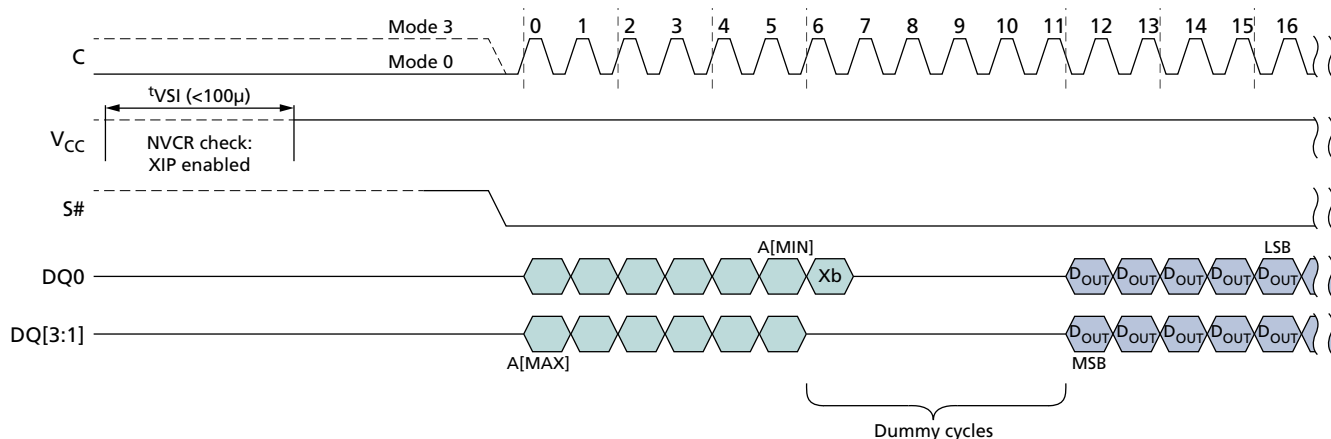 0 1 2 3 4 5 6 7 8 9 10 11 12 13 14 15 16
Mode 3
C
Mode 0
tVSI (<100µ)
VCC
NVCR check:
XIP enabled
S#
A[MIN]
LSB
DQ0
Xb
DOUT DOUT DOUT DOUT DOUT
DQ[3:1]
DOUT DOUT DOUT DOUT DOUT
A[MAX]
MSB
Dummy cycles